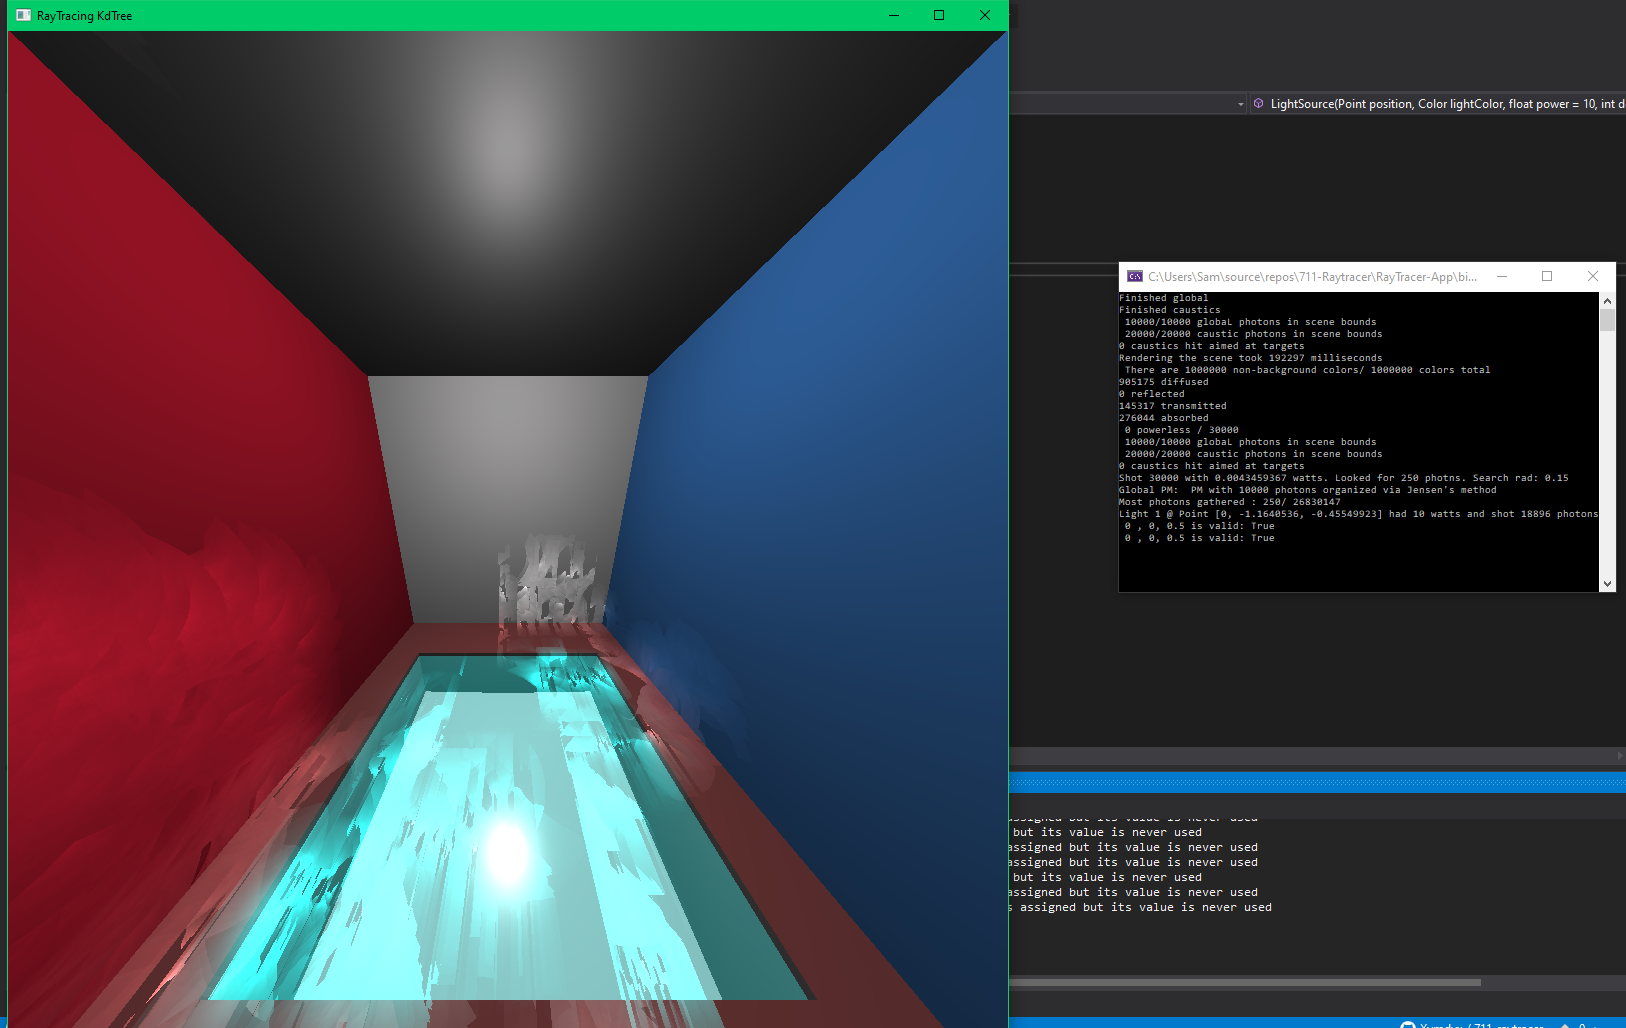 RayTracing KdTree
LightSource(Point position, Color lightColor, float power = 10, int d
C:\Users\Sam\source\repos\711-Raytracer\RayTracer-App\bi...
Finished global
Finished caustics
10000/10000 globaL photons in scene bounds
20000/20000 caustic photons in scene bounds
0 caustics hit aimed at targets
Rendering the scene took 192297 milliseconds
There are 1000000 non-background colors/ 1000000 colors total
905175 diffused
0 reflected
145317 transmitted
276044 absorbed
0 powerless / 30000
10000/10000 globaL photons in scene bounds
20000/20000 caustic photons in scene bounds
0 caustics hit aimed at targets
Shot 30000 with 0.0043459367 watts. Looked for 250 photns. Search rad: 0.15
Global PM:  PM with 10000 photons organized via Jensen's method
Most photons gathered : 250/ 26830147
Light 1 @ Point [0, -1.1640536, -0.45549923] had 10 watts and shot 18896 photons
0 , 0, 0.5 is valid: True
0 , 0, 0.5 is valid: True
assigned but its value is never used
but its value is never used
assigned but its value is never used
assigned but its value is never used
but its value is never used
assigned but its value is never used
s assigned but its value is never used